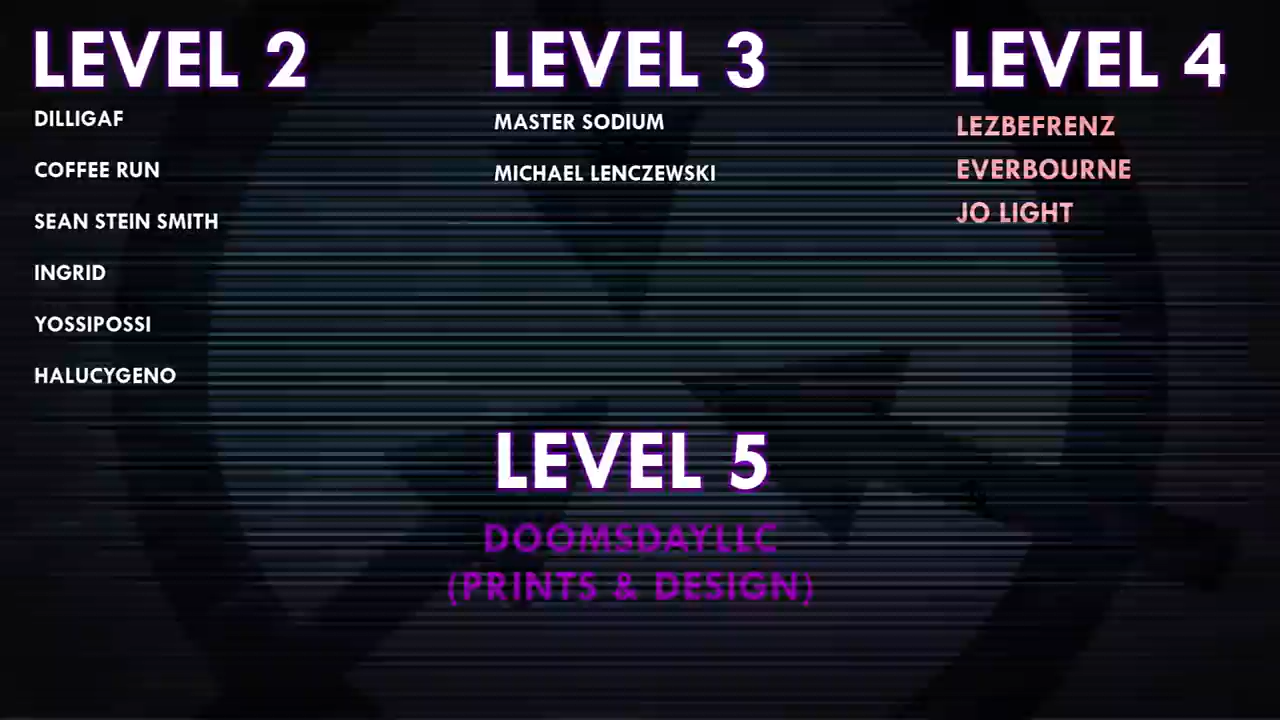 LEVEL 2
DILLIGAF
COFFEE RUN
SEAN STEIN SMITH
INGRID
YOSSIPOSSI
HALUCYGENO
LEVEL 3
MASTER SODIUM
MICHAEL LENCZEWSKI
LEVEL 4
LEZBEFRENZ
EVERBOURNE
JO LIGHT
LEVEL 5
DOOMSDAYLLC
(PRINTS & DESIGN)